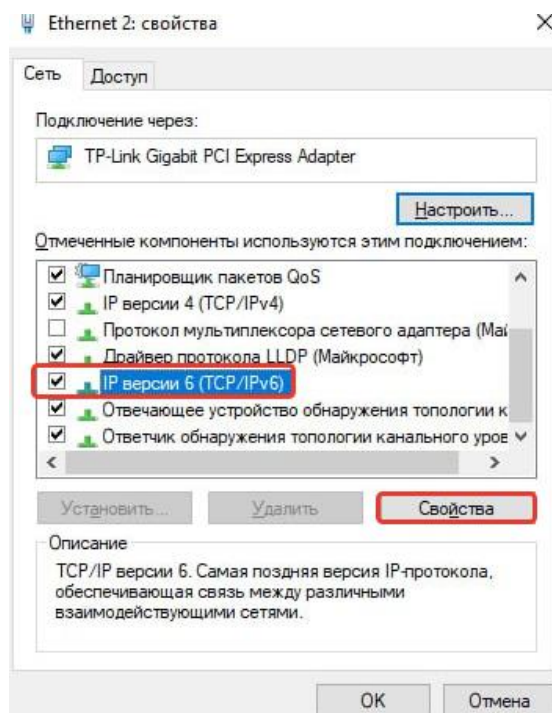 Ethernet 2: свойства
Сеть
Доступ
Подключение через:
TP-Link Gigabit PCI Express Adapter
Настроить...
Отмеченные компоненты используются этим подключением:
Планировщик пакетов QoS
IP версии 4 (TCP/IPv4)
Протокол мультиплексора сетевого адаптера (Май
Драйвер протокола LLDP (Майкрософт)
IP версии 6 (TCP/IPv6)
Отвечающее устройство обнаружения топологии к
Ответчик обнаружения топологии канального уров
Установить...
Удалить
Свойства
Описание
TCP/IP версии 6. Самая поздняя версия IP-протокола,
обеспечивающая связь между различными
взаимодействующими сетями.
OK
Отмена